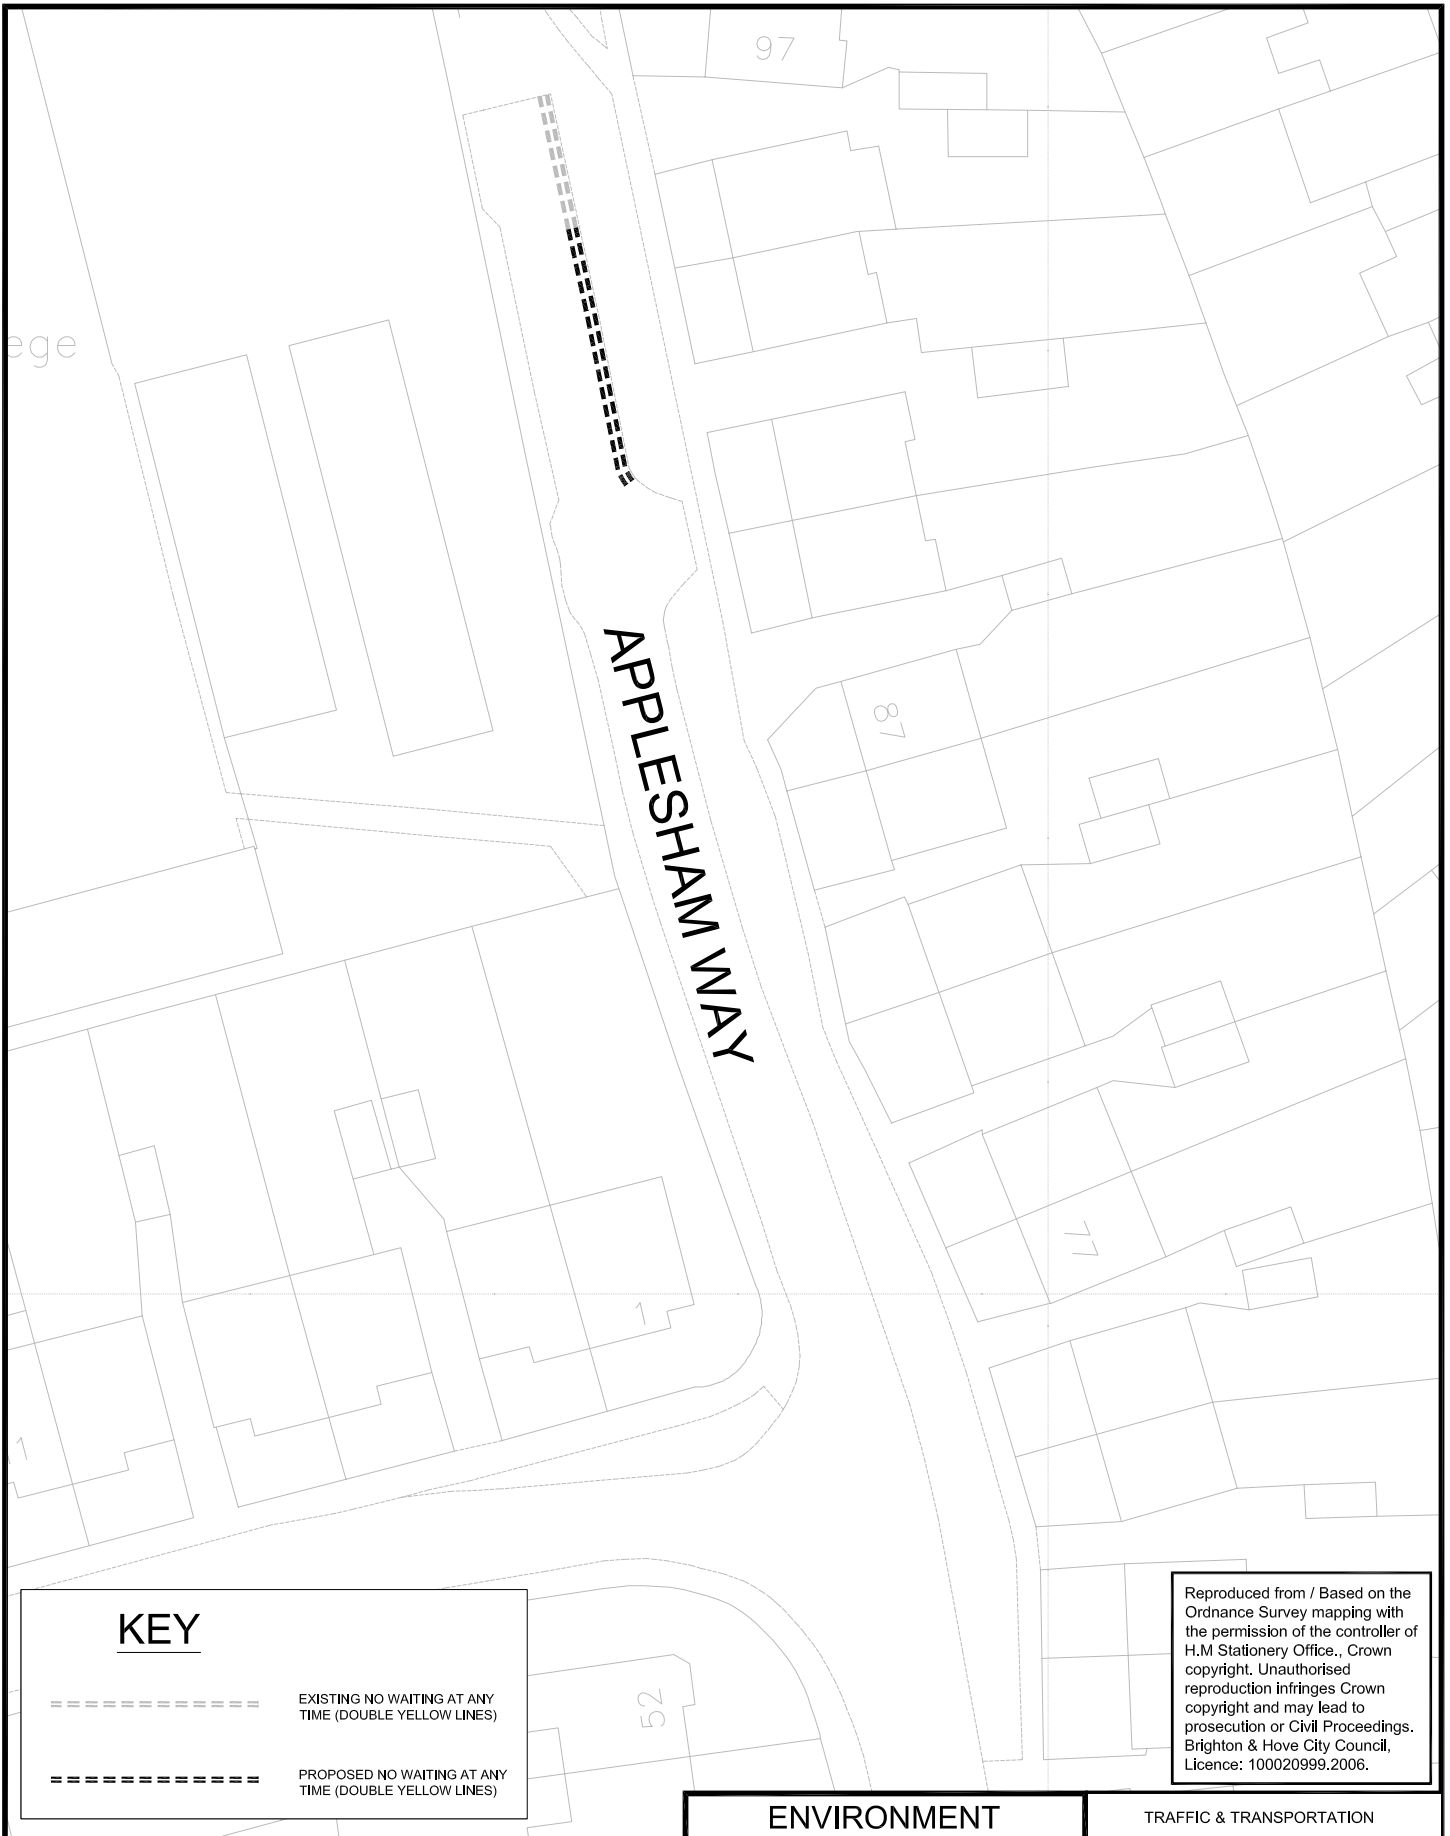 97
ege
APPLESHAM WAY
87
77
1
1
52
KEY
EXISTING NO WAITING AT ANY
TIME (DOUBLE YELLOW LINES)
PROPOSED NO WAITING AT ANY
TIME (DOUBLE YELLOW LINES)
Reproduced from / Based on the
Ordnance Survey mapping with
the permission of the controller of
H.M Stationery Office., Crown
copyright. Unauthorised
reproduction infringes Crown
copyright and may lead to
prosecution or Civil Proceedings.
Brighton & Hove City Council,
Licence: 100020999.2006.
ENVIRONMENT
TRAFFIC & TRANSPORTATION